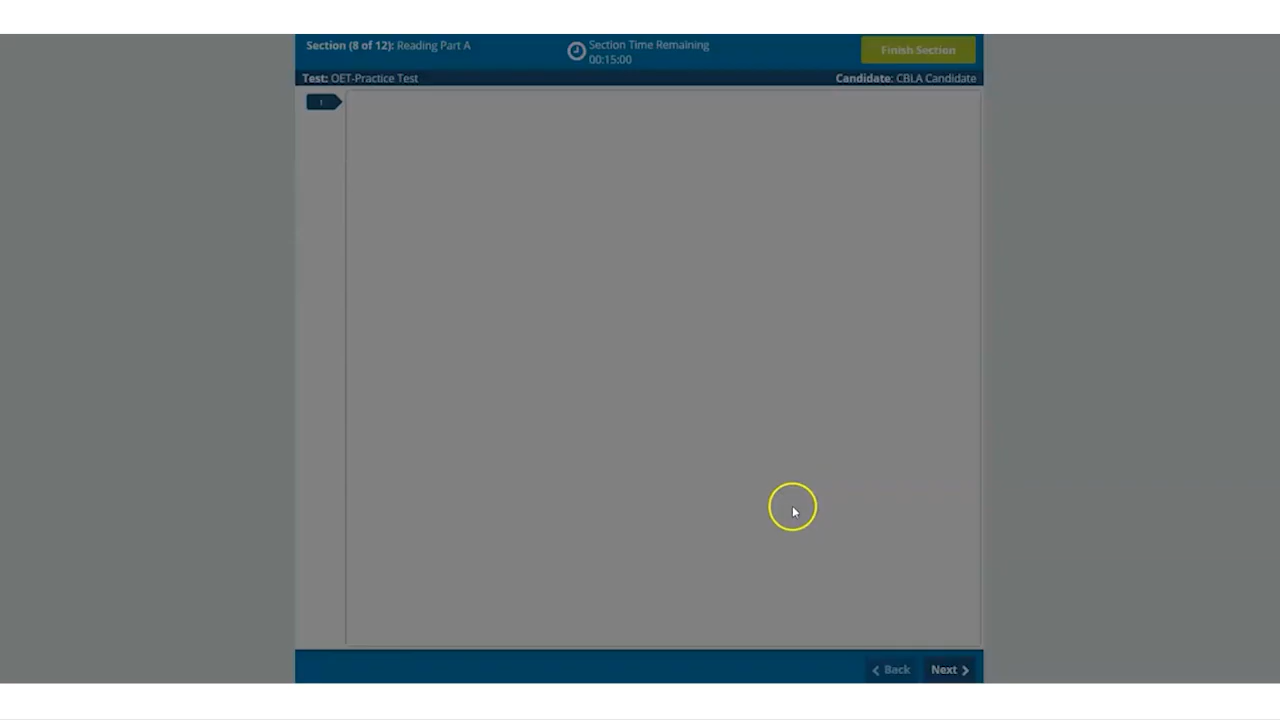 Section (8 of 12): Reading Part A
Section Time Remaining
00:15:00
Finish Section
Test: OET-Practice Test
Candidate: CBLA Candidate
1
Back
Next